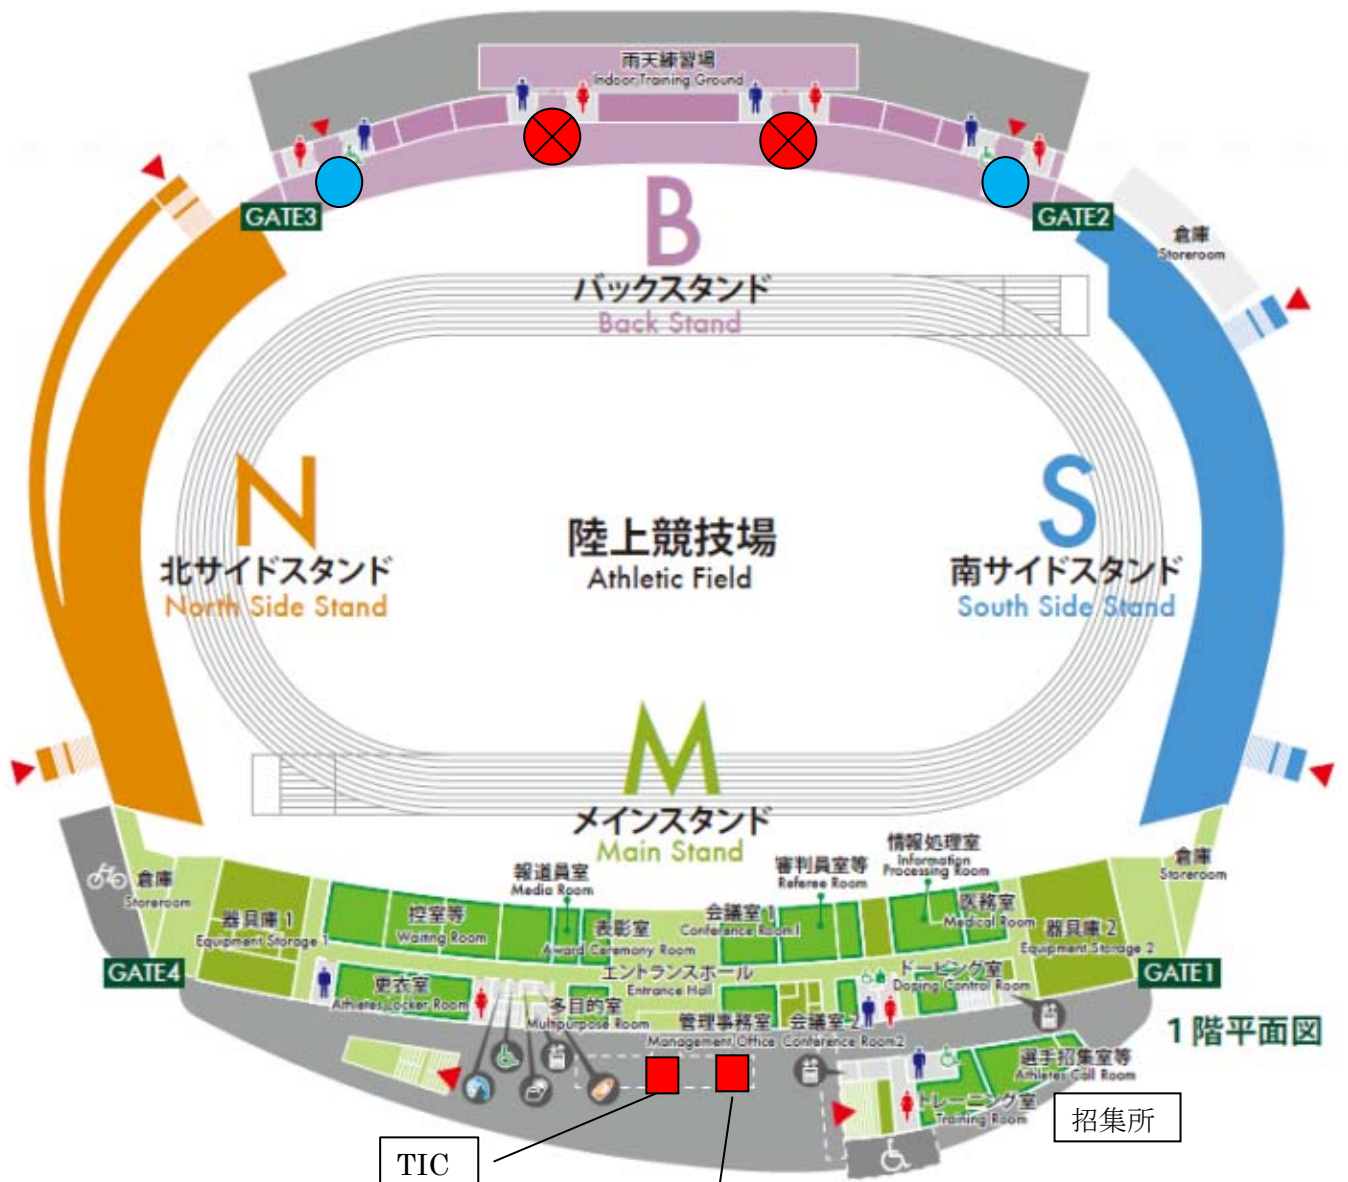 雨天練習場
Indoor Training Ground
GATE3
GATE2
B
バックスタンド
Back Stand
倉庫
Storeroom
N
北サイドスタンド
North Side Stand
陸上競技場
Athletic Field
S
南サイドスタンド
South Side Stand
M
メインスタンド
Main Stand
報道員室
Media Room
審判員室等
Referee Room
情報処理室
Information
Processing Room
倉庫
Storeroom
倉庫
Storeroom
器具庫 1
Equipment Storage 1
控室等
Waiting Room
表彰室
Award Ceremony Room
会議室 1
Conference Room1
医務室
Medical Room
器具庫 2
Equipment Storage 2
GATE4
GATE1
更衣室
Athletes Locker Room
エントランスホール
Entrance Hall
ドーピング室
Doping Control Room
多目的室
Multipurpose Room
管理事務室
Management Office
会議室 2
Conference Room2
1階平面図
選手招集室等
Athletes Call Room
トレーニング室
Training Room
招集所
TIC